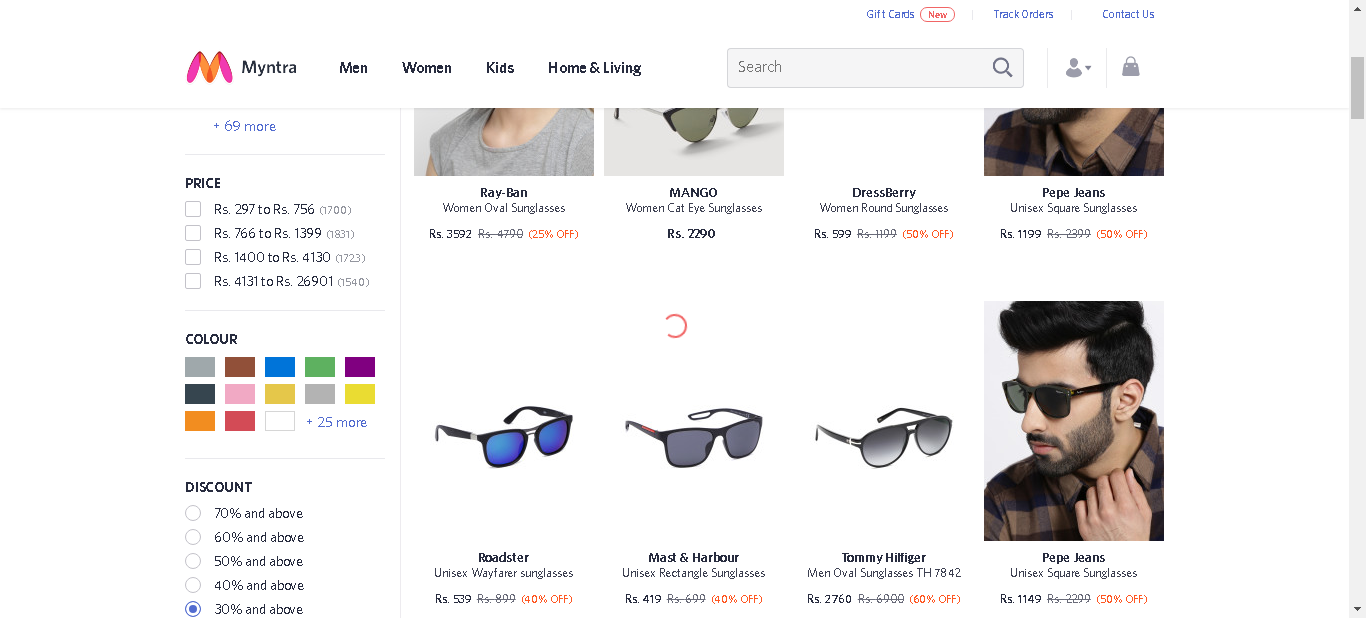 Gift Cards New Track Orders Contact Us
Myntra Men Women Kids Home & Living Search
+ 69 more
PRICE
Rs. 297 to Rs. 756 (1700)
Rs. 766 to Rs. 1399 (1831)
Rs. 1400 to Rs. 4130 (1723)
Rs. 4131 to Rs. 26901 (1540)
COLOUR
+ 25 more
DISCOUNT
70% and above
60% and above
50% and above
40% and above
30% and above
Ray-Ban
Women Oval Sunglasses
Rs. 3592 Rs. 4790 (25% OFF)
MANGO
Women Cat Eye Sunglasses
Rs. 2290
DressBerry
Women Round Sunglasses
Rs. 599 Rs. 1199 (50% OFF)
Pepe Jeans
Unisex Square Sunglasses
Rs. 1199 Rs. 2399 (50% OFF)
Roadster
Unisex Wayfarer sunglasses
Rs. 539 Rs. 899 (40% OFF)
Mast & Harbour
Unisex Rectangle Sunglasses
Rs. 419 Rs. 699 (40% OFF)
Tommy Hilfiger
Men Oval Sunglasses TH 7842
Rs. 2760 Rs. 6900 (60% OFF)
Pepe Jeans
Unisex Square Sunglasses
Rs. 1149 Rs. 2299 (50% OFF)